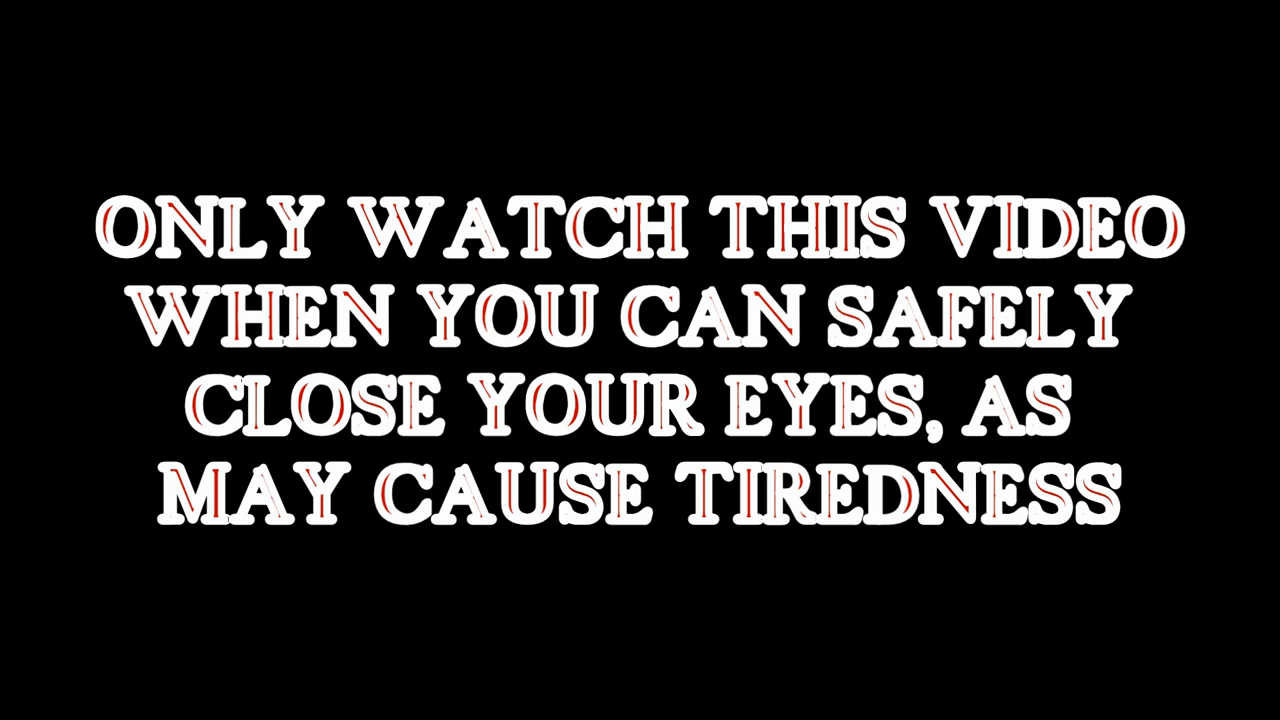 ONLY WATCH THIS VIDEO
WHEN YOU CAN SAFELY
CLOSE YOUR EYES, AS
MAY CAUSE TIREDNESS